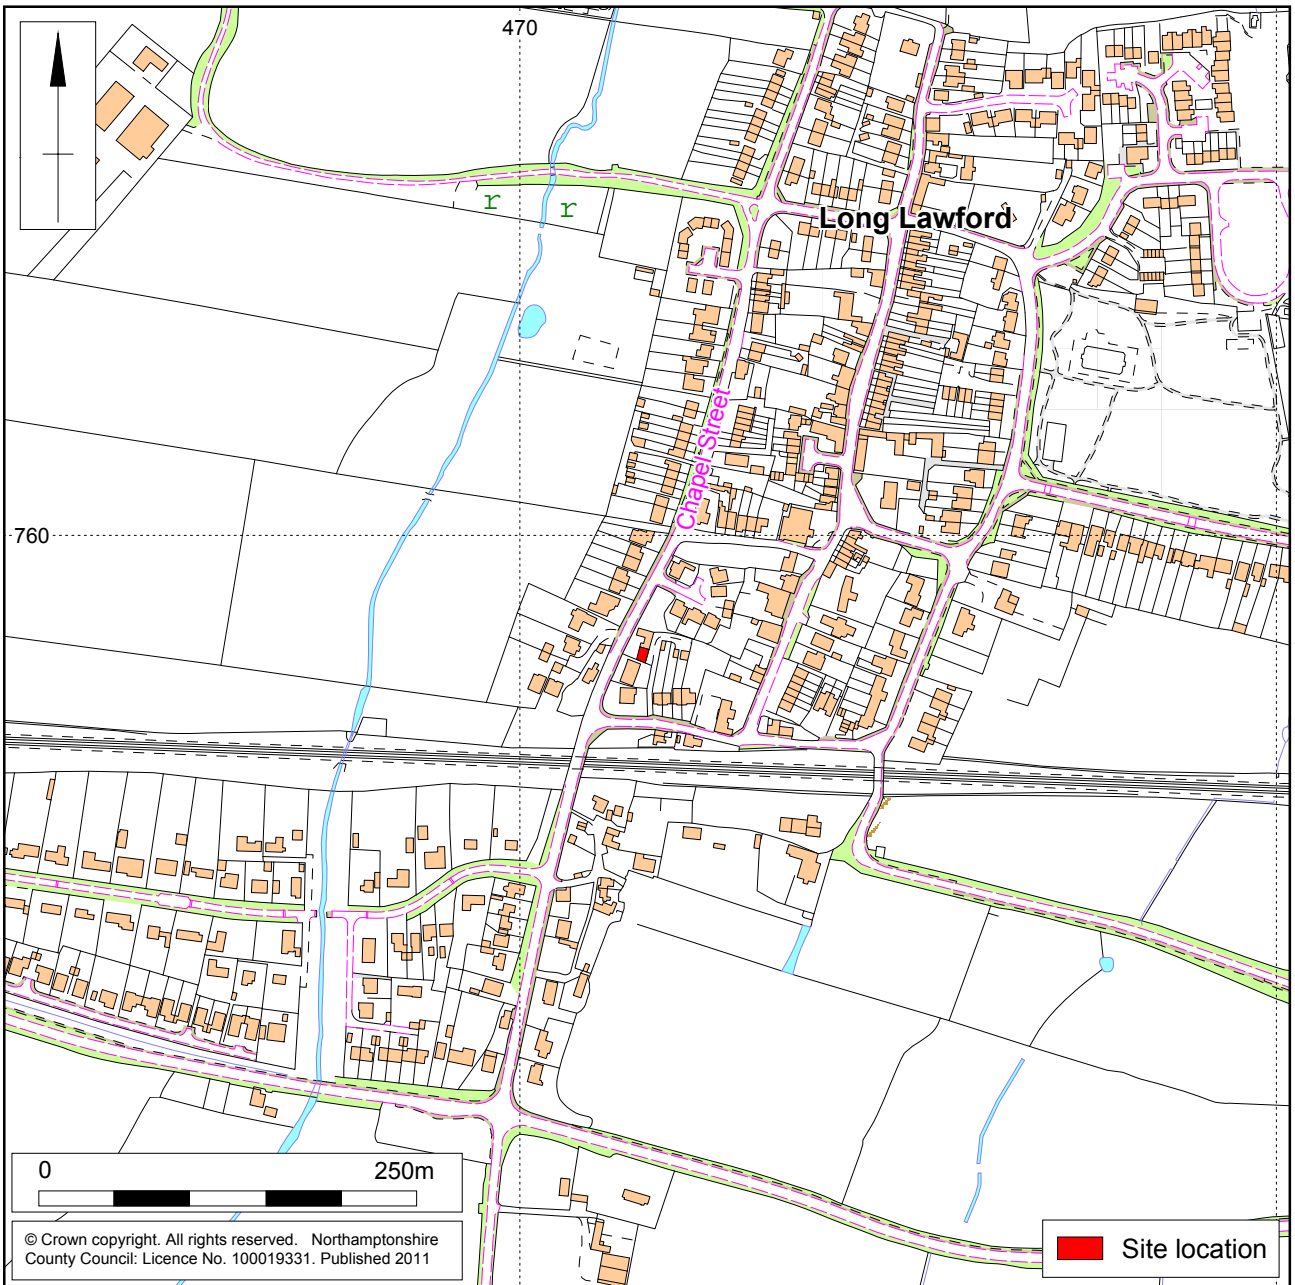 470
r r
Long Lawford
Chapel Street
760
0 250m
© Crown copyright. All rights reserved. Northamptonshire
County Council: Licence No. 100019331. Published 2011
Site location